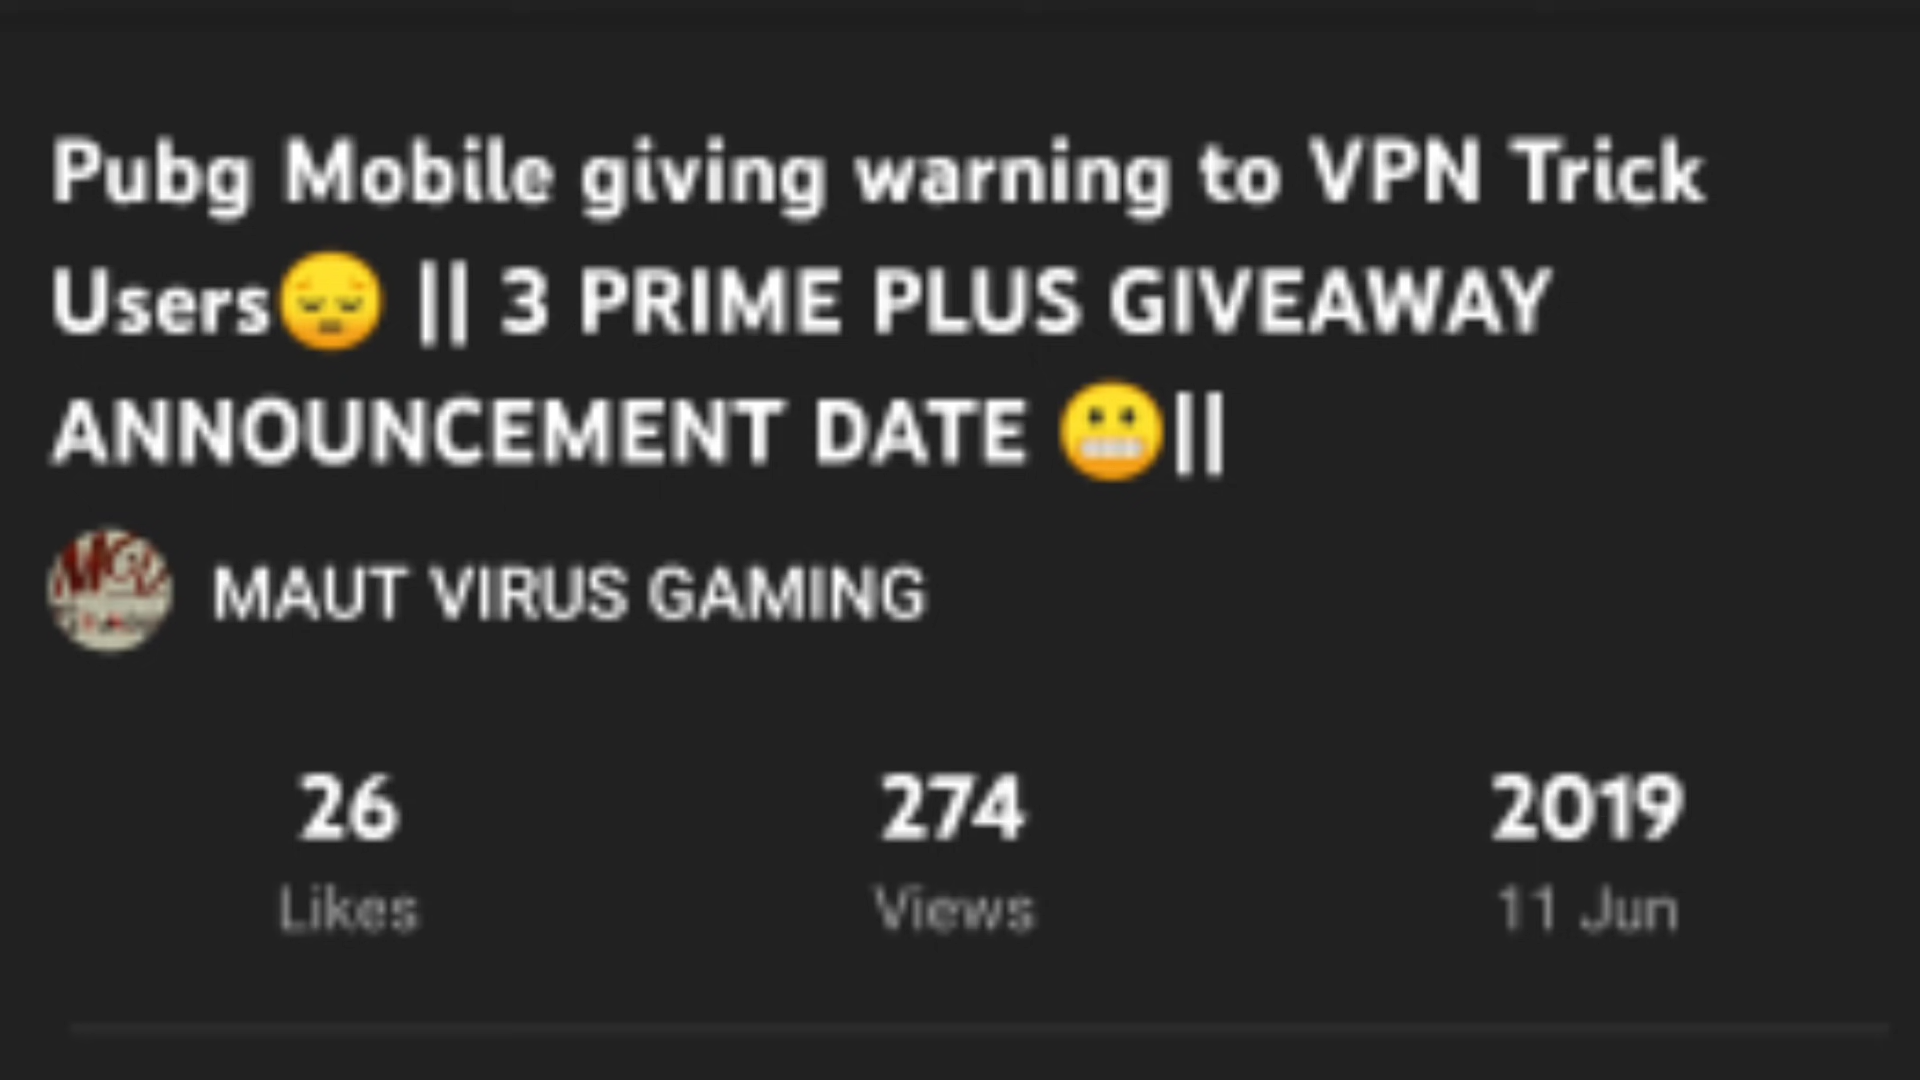 Pubg Mobile giving warning to VPN Trick
Users😔 || 3 PRIME PLUS GIVEAWAY
ANNOUNCEMENT DATE 😬||
MAUT VIRUS GAMING
26 274 2019
Likes Views 11 Jun